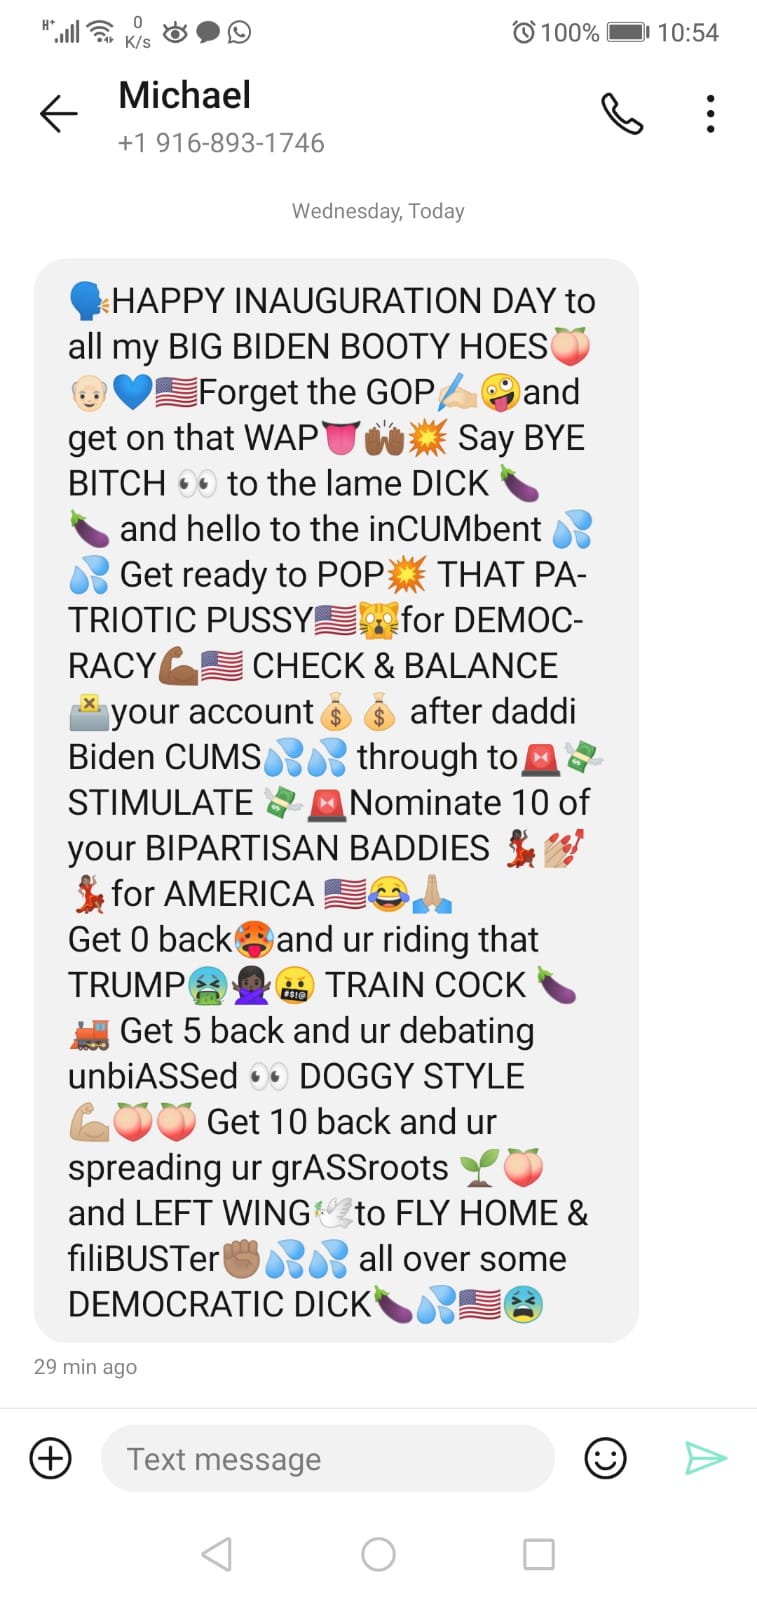 H+
0
K/s
100%
10:54
Michael
+1 916-893-1746
Wednesday, Today
🗣️HAPPY INAUGURATION DAY to
all my BIG BIDEN BOOTY HOES🍑
👴🏻💙🇺🇸Forget the GOP✍🏻🤪and
get on that WAP👅🙌🏾💥 Say BYE
BITCH 👀 to the lame DICK 🍆
🍆 and hello to the inCUMbent 💦
💦 Get ready to POP💥 THAT PA-
TRIOTIC PUSSY🇺🇸🙀for DEMOC-
RACY💪🏾🇺🇸 CHECK & BALANCE
🗳️your account💰💰 after daddi
Biden CUMS💦💦 through to🚨💸
STIMULATE 💸🚨Nominate 10 of
your BIPARTISAN BADDIES 💃🏾💅🏼
💃🏾for AMERICA 🇺🇸😂🙏🏼
Get 0 back🥵and ur riding that
TRUMP🤮🙅🏿‍♀️🤬 TRAIN COCK 🍆
🚂 Get 5 back and ur debating
unbiASSed 👀 DOGGY STYLE
💪🏼🍑🍑 Get 10 back and ur
spreading ur grASSroots 🌱🍑
and LEFT WING🕊️to FLY HOME &
filiBUSTer✊🏽💦💦 all over some
DEMOCRATIC DICK🍆💦🇺🇸😫
29 min ago
Text message